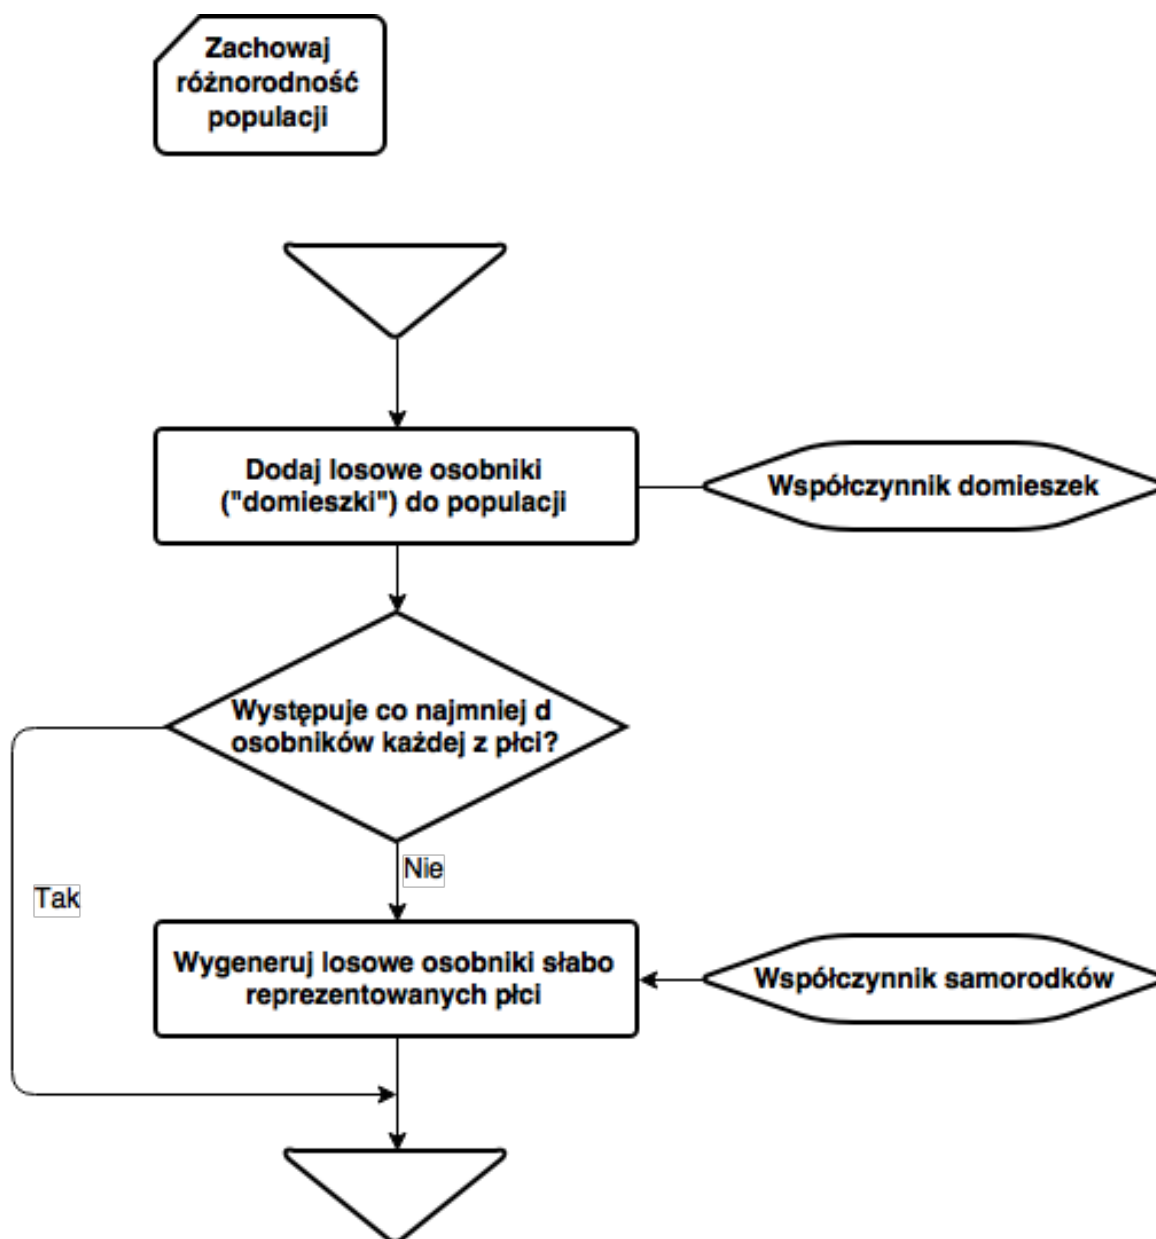 Zachowaj
różnorodność
populacji
Dodaj losowe osobniki
("domieszki") do populacji
Współczynnik domieszek
Występuje co najmniej d
osobników każdej z płci?
Nie
Tak
Wygeneruj losowe osobniki słabo
reprezentowanych płci
Współczynnik samorodków